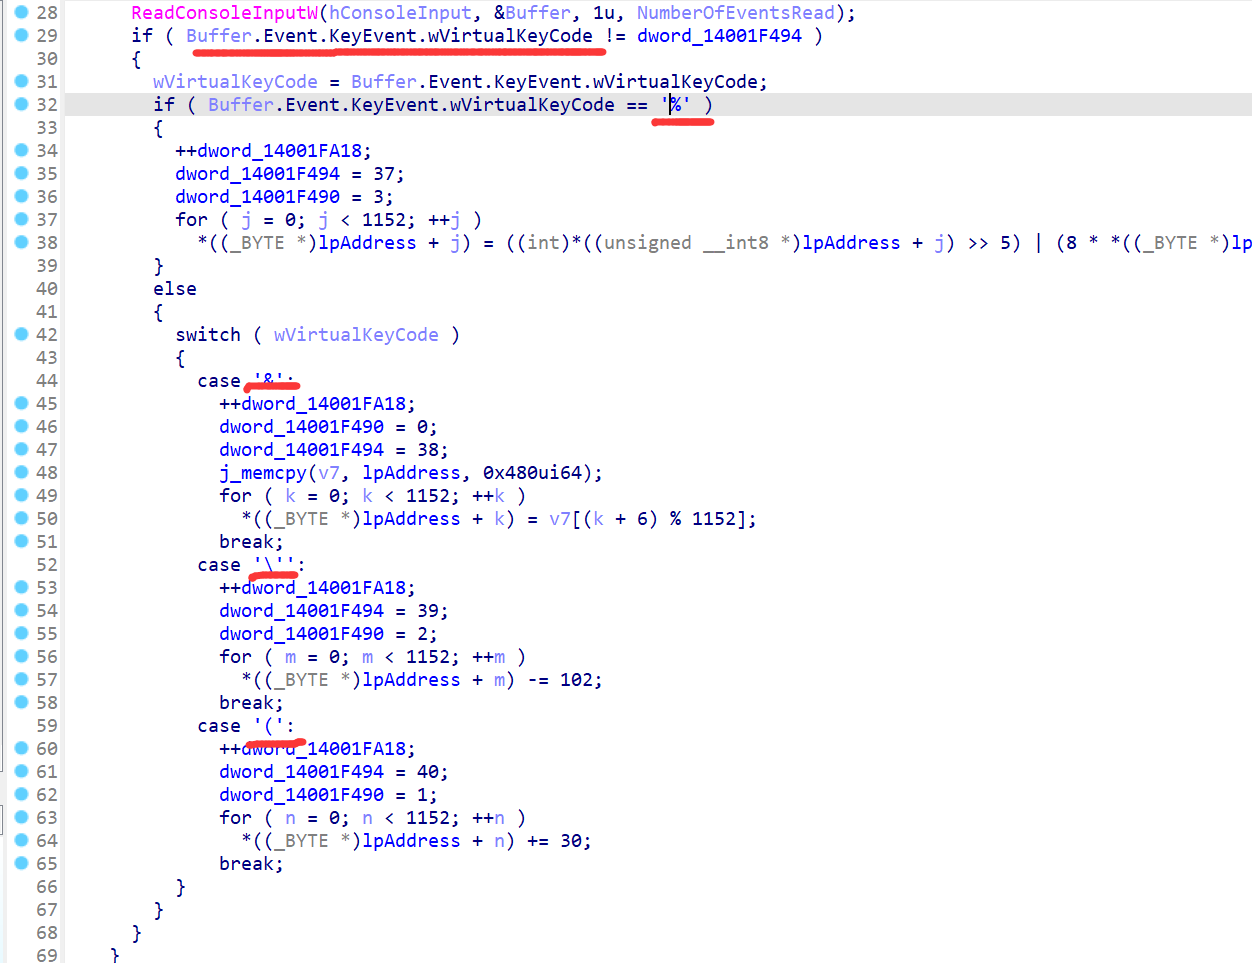 28 ReadConsoleInputW(hConsoleInput, &Buffer, 1u, NumberOfEventsRead);
29 if ( Buffer.Event.KeyEvent.wVirtualKeyCode != dword_14001F494 )
30 {
31 wVirtualKeyCode = Buffer.Event.KeyEvent.wVirtualKeyCode;
32 if ( Buffer.Event.KeyEvent.wVirtualKeyCode == '%' )
33 {
34 ++dword_14001FA18;
35 dword_14001F494 = 37;
36 dword_14001F490 = 3;
37 for ( j = 0; j < 1152; ++j )
38 *((_BYTE *)lpAddress + j) = ((int)*((unsigned __int8 *)lpAddress + j) >> 5) | (8 * *((_BYTE *)lp
39 }
40 else
41 {
42 switch ( wVirtualKeyCode )
43 {
44 case '&':
45 ++dword_14001FA18;
46 dword_14001F490 = 0;
47 dword_14001F494 = 38;
48 j_memcpy(v7, lpAddress, 0x480ui64);
49 for ( k = 0; k < 1152; ++k )
50 *((_BYTE *)lpAddress + k) = v7[(k + 6) % 1152];
51 break;
52 case '\'':
53 ++dword_14001FA18;
54 dword_14001F494 = 39;
55 dword_14001F490 = 2;
56 for ( m = 0; m < 1152; ++m )
57 *((_BYTE *)lpAddress + m) -= 102;
58 break;
59 case '(':
60 ++dword_14001FA18;
61 dword_14001F494 = 40;
62 dword_14001F490 = 1;
63 for ( n = 0; n < 1152; ++n )
64 *((_BYTE *)lpAddress + n) += 30;
65 break;
66 }
67 }
68 }
69 }